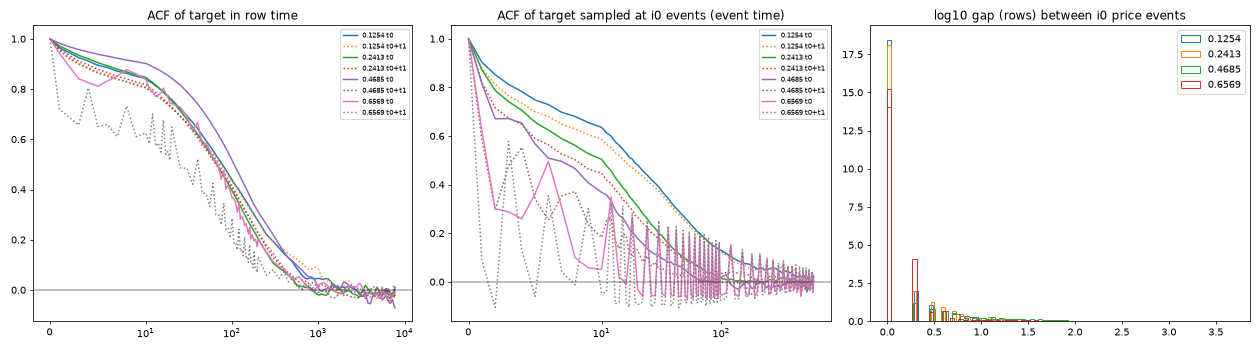 ACF of target in row time
1.0
0.8
0.6
0.4
0.2
0.0
0
10¹
10²
10³
10⁴
0.1254 t0
0.1254 t0+t1
0.2413 t0
0.2413 t0+t1
0.4685 t0
0.4685 t0+t1
0.6569 t0
0.6569 t0+t1
ACF of target sampled at i0 events (event time)
1.0
0.8
0.6
0.4
0.2
0.0
0
10¹
10²
0.1254 t0
0.1254 t0+t1
0.2413 t0
0.2413 t0+t1
0.4685 t0
0.4685 t0+t1
0.6569 t0
0.6569 t0+t1
log10 gap (rows) between i0 price events
17.5
15.0
12.5
10.0
7.5
5.0
2.5
0.0
0.0
0.5
1.0
1.5
2.0
2.5
3.0
3.5
0.1254
0.2413
0.4685
0.6569